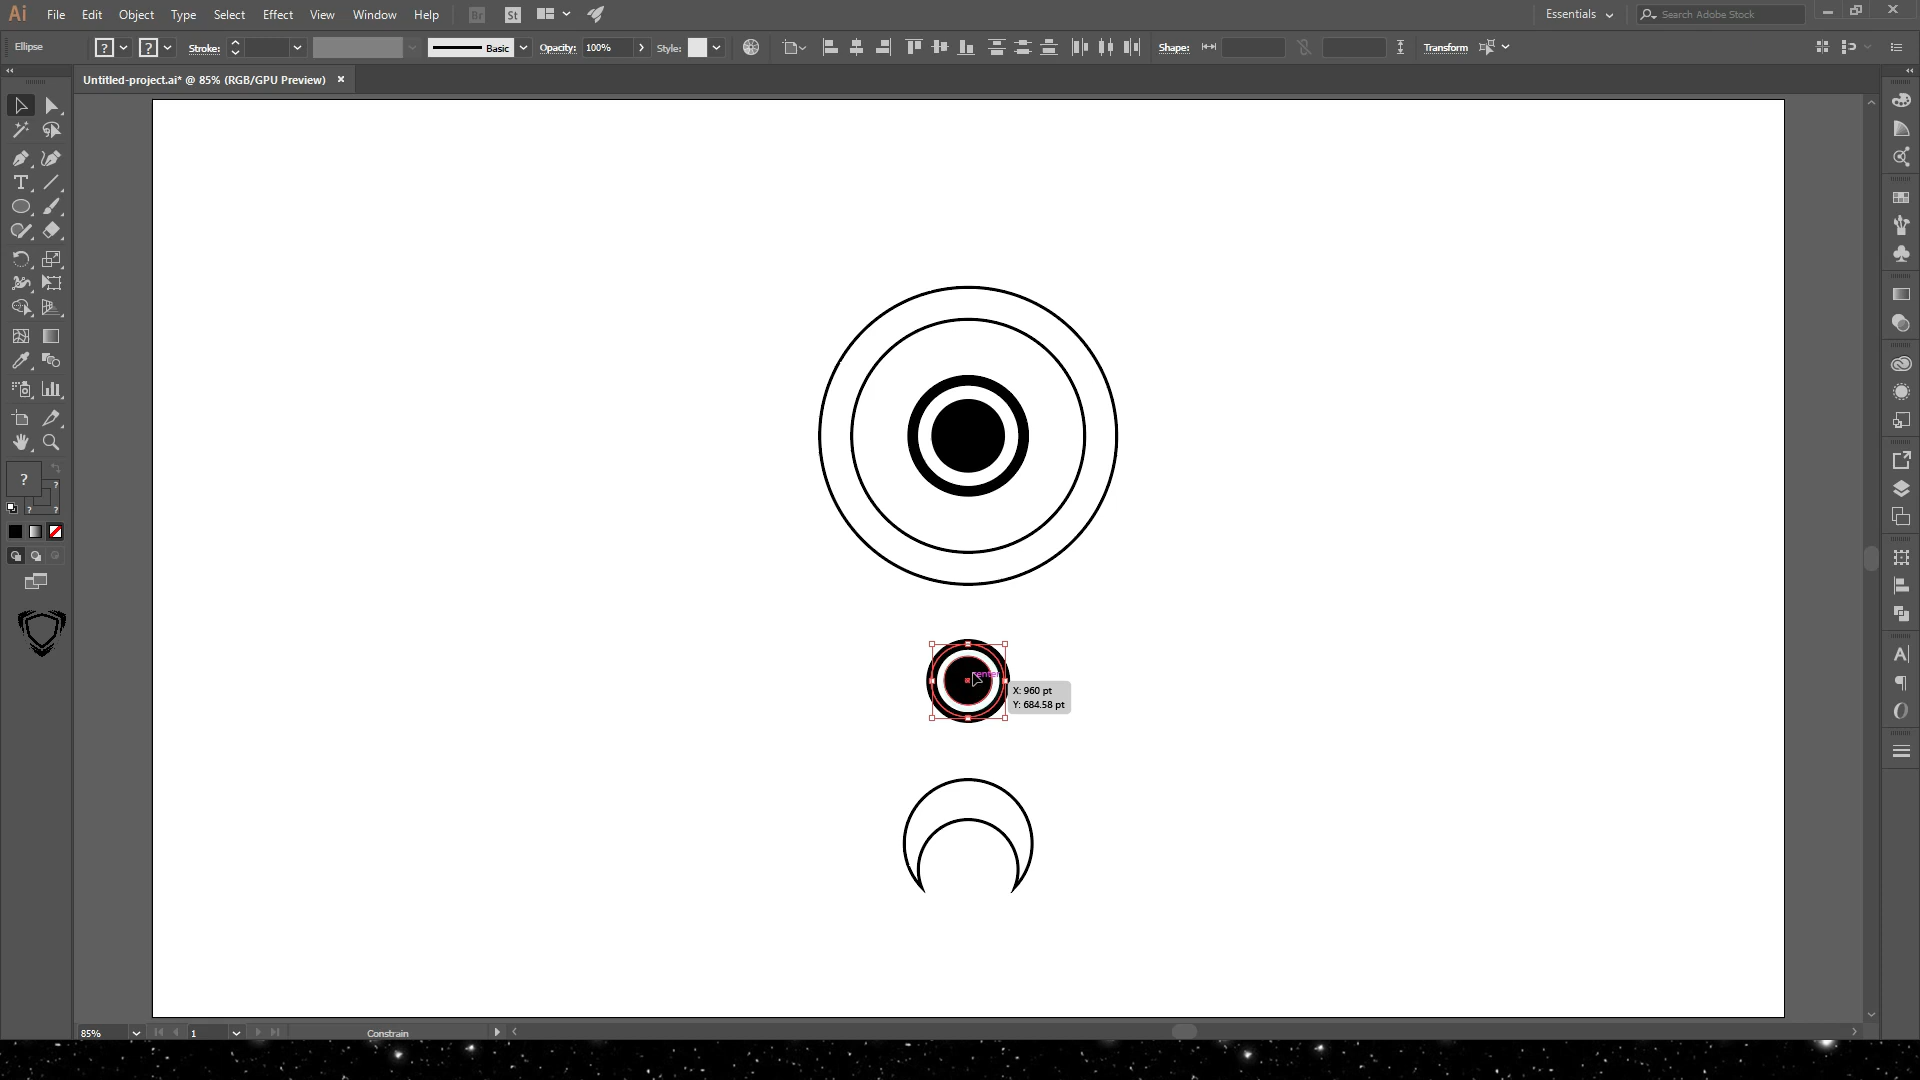 Ai File Edit Object Type Select Effect View Window Help Br St Essentials Search Adobe Stock
Ellipse ? ? Stroke: Basic Opacity: 100% Style: Shape: Transform
Untitled-project.ai* @ 85% (RGB/GPU Preview)
T
?
?
? ?
A
center
X: 960 pt
Y: 684.58 pt
85% 1 Constrain